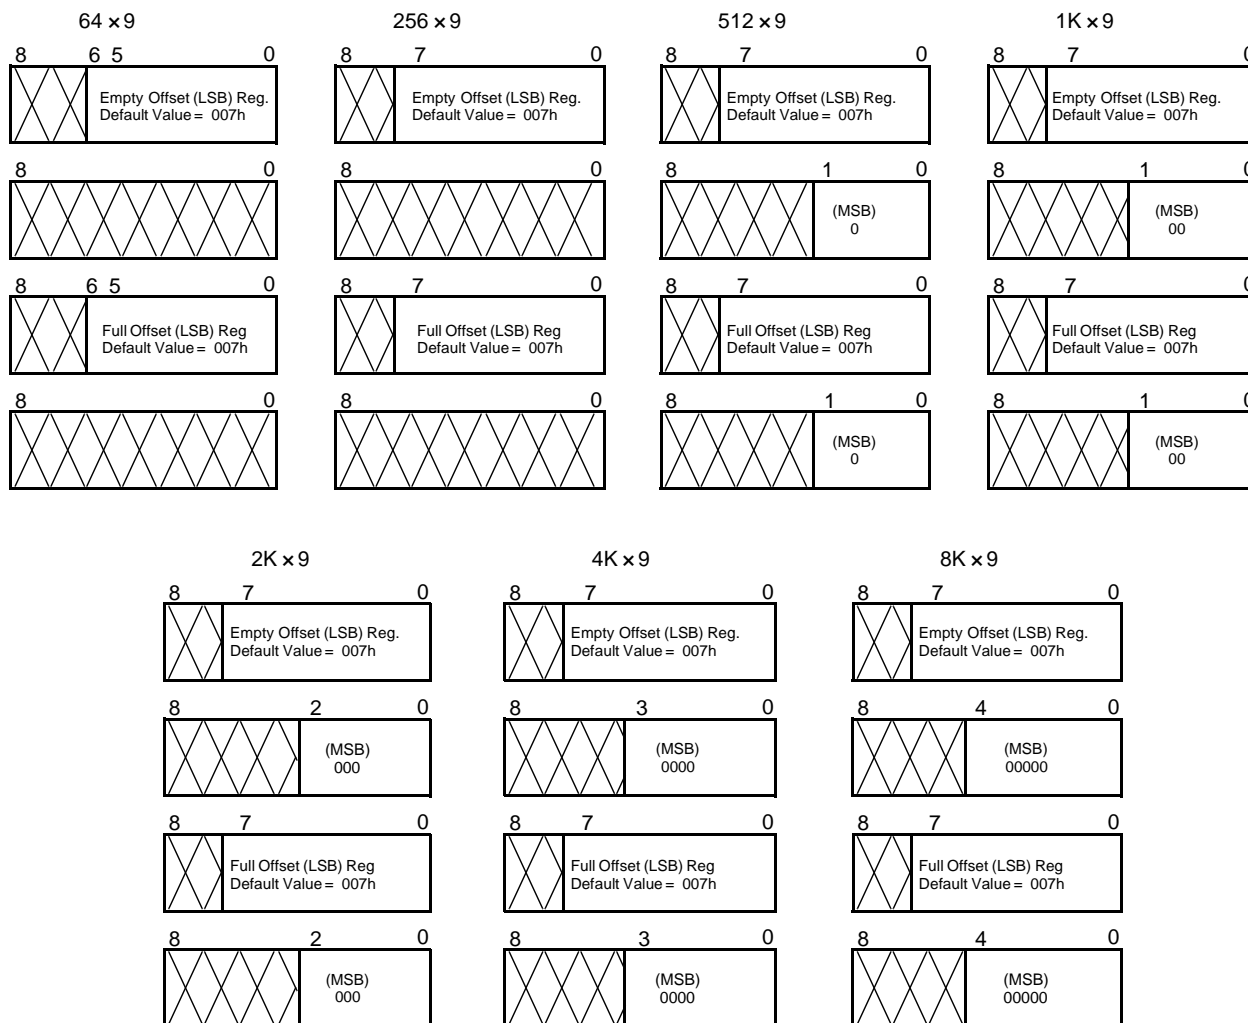 64 × 9 256 × 9 512 × 9 1K × 9
8 6 5 0 8 7 0 8 7 0 8 7 0
Empty Offset (LSB) Reg. Empty Offset (LSB) Reg. Empty Offset (LSB) Reg. Empty Offset (LSB) Reg.
Default Value = 007h Default Value = 007h Default Value = 007h Default Value = 007h
8 0 8 0 8 1 0 8 1 0
(MSB) (MSB)
0 00
8 6 5 0 8 7 0 8 7 0 8 7 0
Full Offset (LSB) Reg Full Offset (LSB) Reg Full Offset (LSB) Reg Full Offset (LSB) Reg
Default Value = 007h Default Value = 007h Default Value = 007h Default Value = 007h
8 0 8 0 8 1 0 8 1 0
(MSB) (MSB)
0 00
2K × 9 4K × 9 8K × 9
8 7 0 8 7 0 8 7 0
Empty Offset (LSB) Reg. Empty Offset (LSB) Reg. Empty Offset (LSB) Reg.
Default Value = 007h Default Value = 007h Default Value = 007h
8 2 0 8 3 0 8 4 0
(MSB) (MSB) (MSB)
000 0000 00000
8 7 0 8 7 0 8 7 0
Full Offset (LSB) Reg Full Offset (LSB) Reg Full Offset (LSB) Reg
Default Value = 007h Default Value = 007h Default Value = 007h
8 2 0 8 3 0 8 4 0
(MSB) (MSB) (MSB)
000 0000 00000